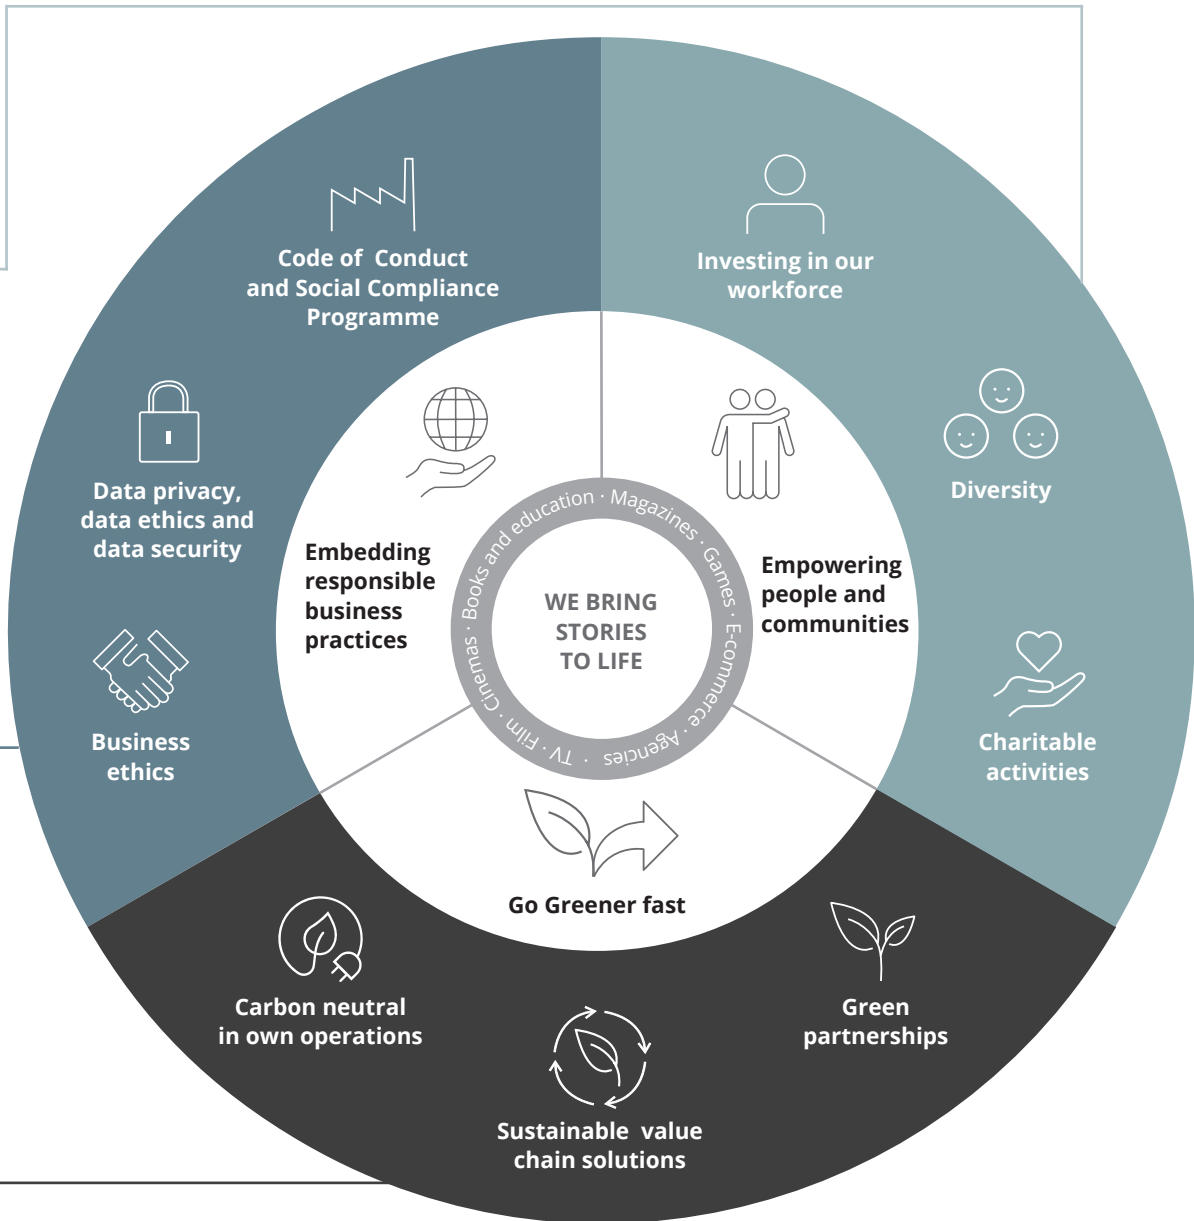 Code of Conduct
and Social Compliance
Programme
Investing in our
workforce
Data privacy,
data ethics and
data security
Diversity
Business
ethics
Charitable
activities
Embedding
responsible
business
practices
Empowering
people and
communities
Books and education · Magazines · Games · E-commerce · Agencies · TV · Film · Cinemas ·
WE BRING
STORIES
TO LIFE
Go Greener fast
Carbon neutral
in own operations
Sustainable value
chain solutions
Green
partnerships